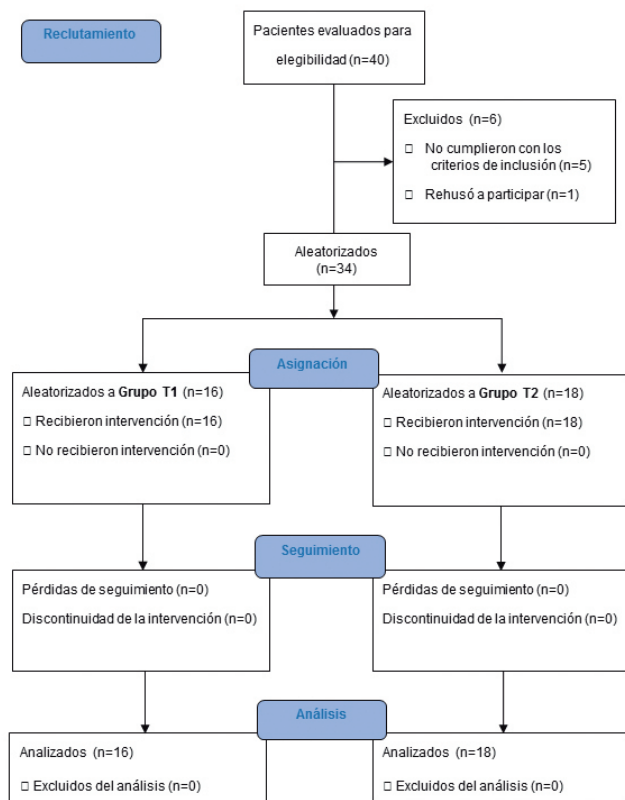 Reclutamiento
Pacientes evaluados para
elegibilidad (n=40)
Excluidos (n=6)
□ No cumplieron con los
criterios de inclusión (n=5)
□ Rehusó a participar (n=1)
Aleatorizados
(n=34)
Asignación
Aleatorizados a Grupo T1 (n=16)
□ Recibieron intervención (n=16)
□ No recibieron intervención (n=0)
Aleatorizados a Grupo T2 (n=18)
□ Recibieron intervención (n=18)
□ No recibieron intervención (n=0)
Seguimiento
Pérdidas de seguimiento (n=0)
Discontinuidad de la intervención (n=0)
Pérdidas de seguimiento (n=0)
Discontinuidad de la intervención (n=0)
Análisis
Analizados (n=16)
□ Excluidos del análisis (n=0)
Analizados (n=18)
□ Excluidos del análisis (n=0)